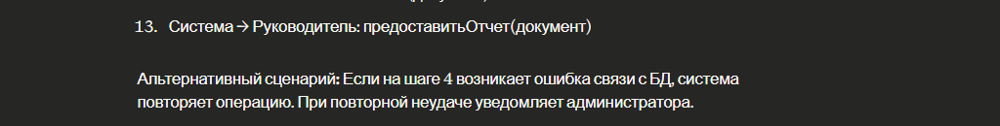 13. Система → Руководитель: предоставитьОтчет(документ)
Альтернативный сценарий: Если на шаге 4 возникает ошибка связи с БД, система
повторяет операцию. При повторной неудаче уведомляет администратора.